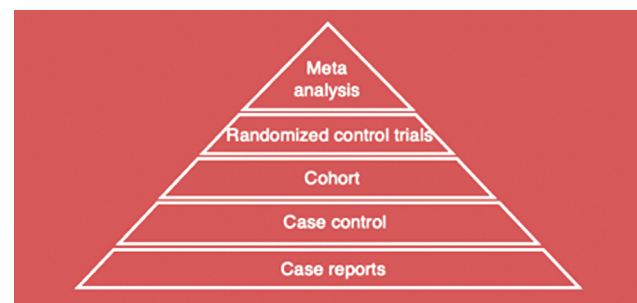 Meta
analysis
Randomized control trials
Cohort
Case control
Case reports